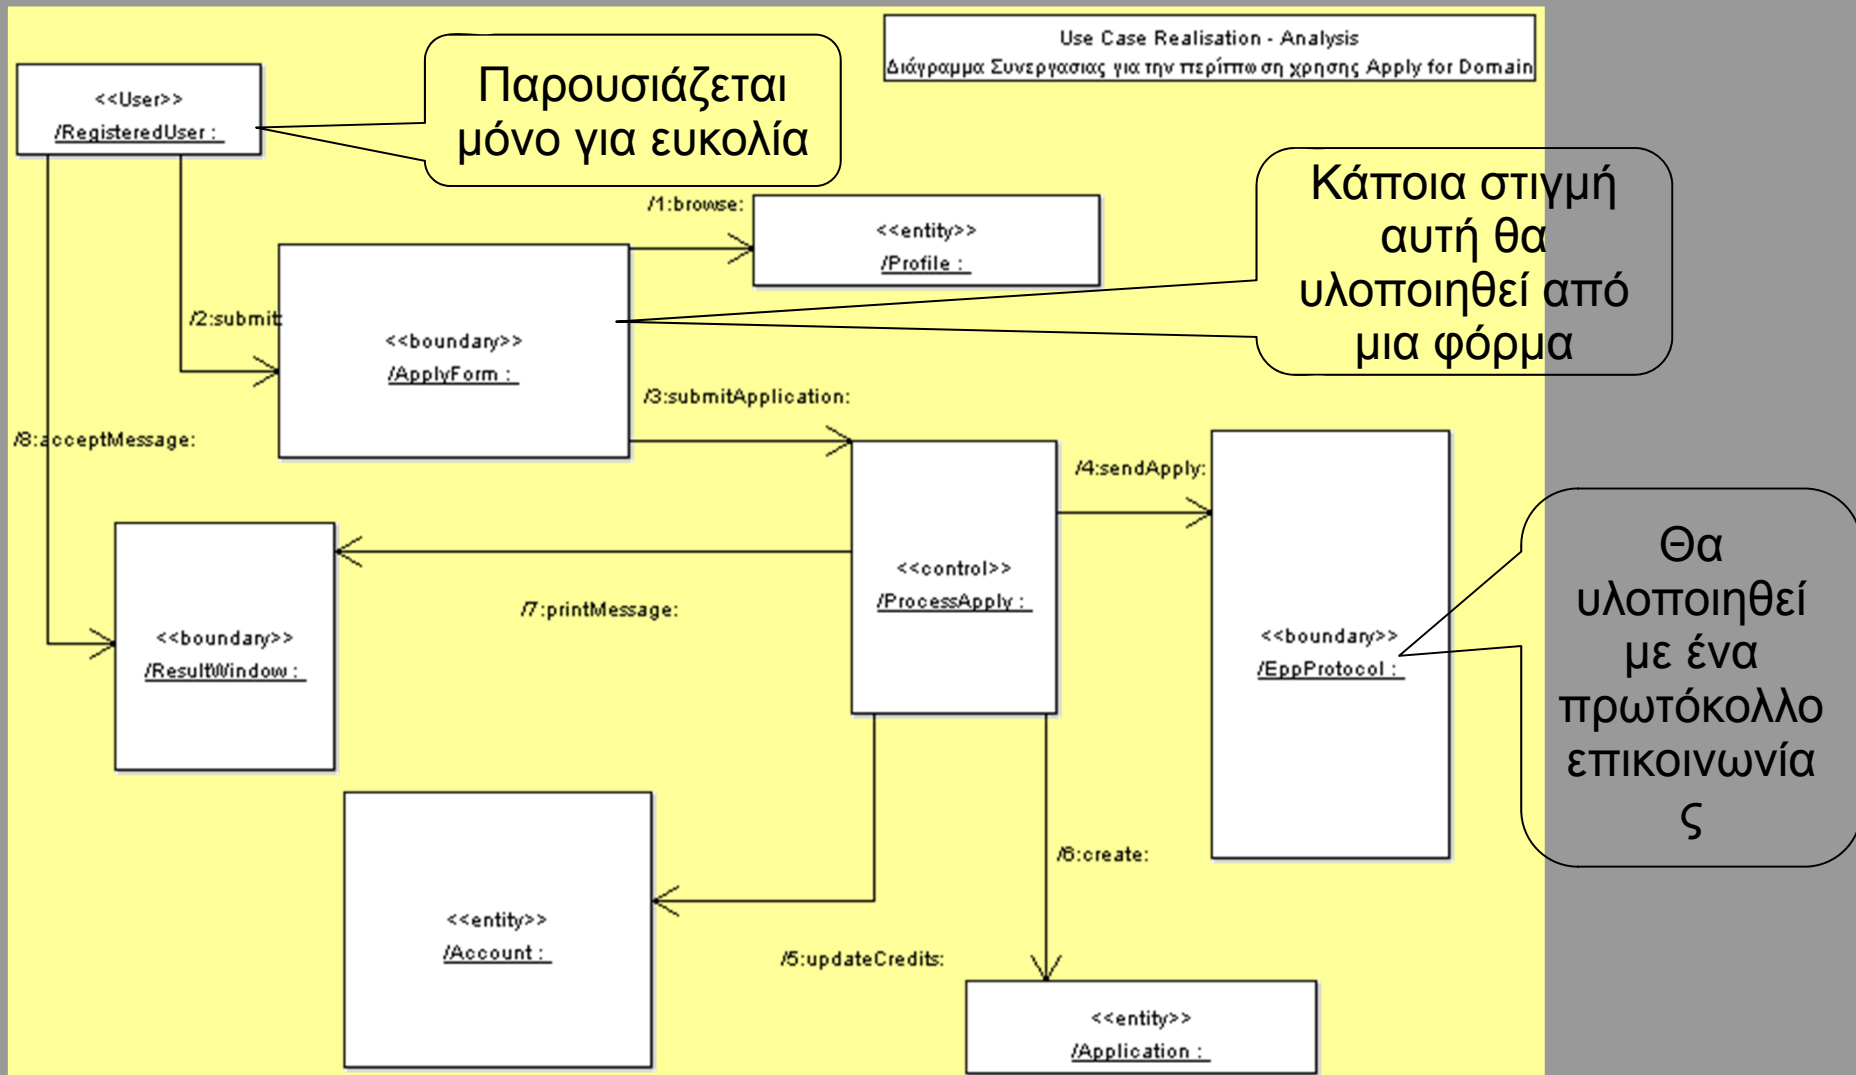 Use Case Realisation - Analysis
Διάγραμμα Συνεργασιας για την περίπτωση χρησης Apply for Domain
<<User>>
/RegisteredUser :
Παρουσιάζεται
μόνο για ευκολία
Κάποια στιγμή
αυτή θα
υλοποιηθεί από
μια φόρμα
/1:browse:
<<entity>>
/Profile :
/2:submit:
<<boundary>>
/ApplyForm :
/3:submitApplication:
/8:acceptMessage:
/4:sendApply:
<<control>>
/ProcessApply :
/7:printMessage:
<<boundary>>
/ResultWindow :
<<boundary>>
/EppProtocol :
Θα
υλοποιηθεί
με ένα
πρωτόκολλο
επικοινωνία
ς
/6:create:
<<entity>>
/Account :
/5:updateCredits:
<<entity>>
/Application :